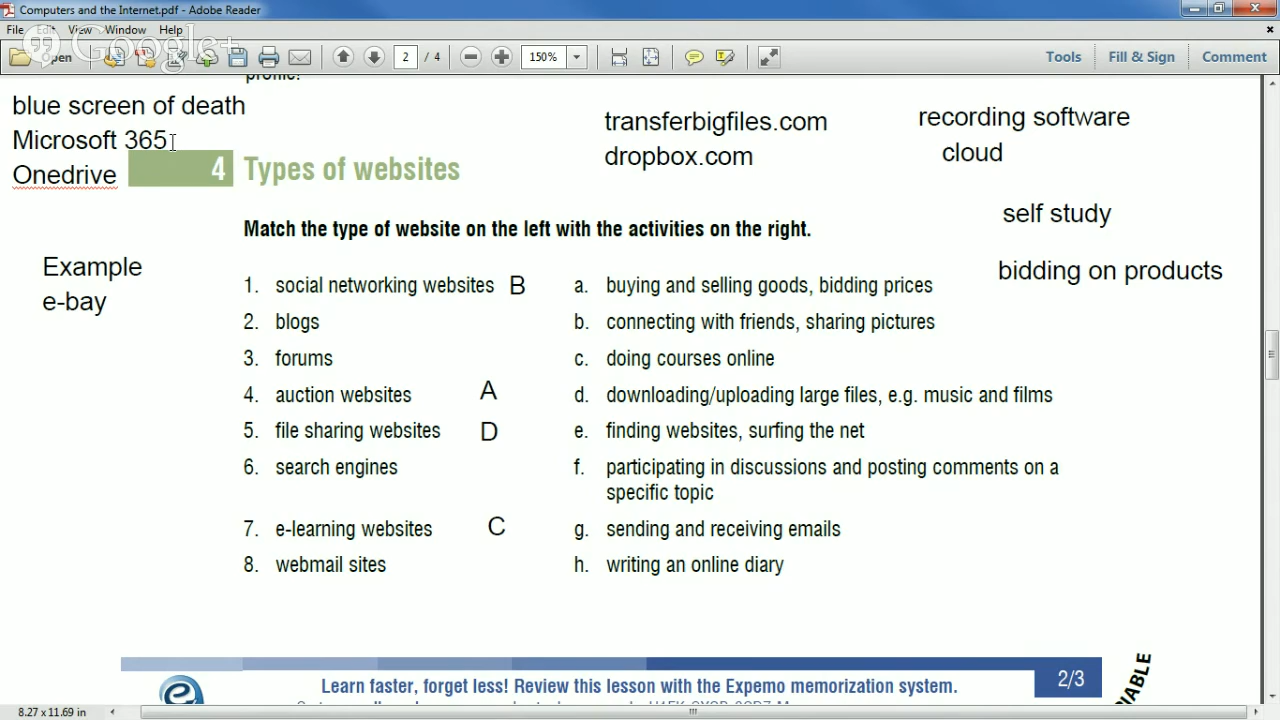 Computers and the Internet.pdf - Adobe Reader
File Edit View Window Help
Google+
Open
2 / 4
150%
Tools Fill & Sign Comment
profile?
blue screen of death
Microsoft 365
Onedrive
transferbigfiles.com
dropbox.com
recording software
cloud
4 Types of websites
self study
Match the type of website on the left with the activities on the right.
Example
e-bay
bidding on products
1. social networking websites B a. buying and selling goods, bidding prices
2. blogs b. connecting with friends, sharing pictures
3. forums c. doing courses online
4. auction websites A d. downloading/uploading large files, e.g. music and films
5. file sharing websites D e. finding websites, surfing the net
6. search engines f. participating in discussions and posting comments on a
specific topic
7. e-learning websites C g. sending and receiving emails
8. webmail sites h. writing an online diary
2/3
Learn faster, forget less! Review this lesson with the Expemo memorization system.
8.27 x 11.69 in